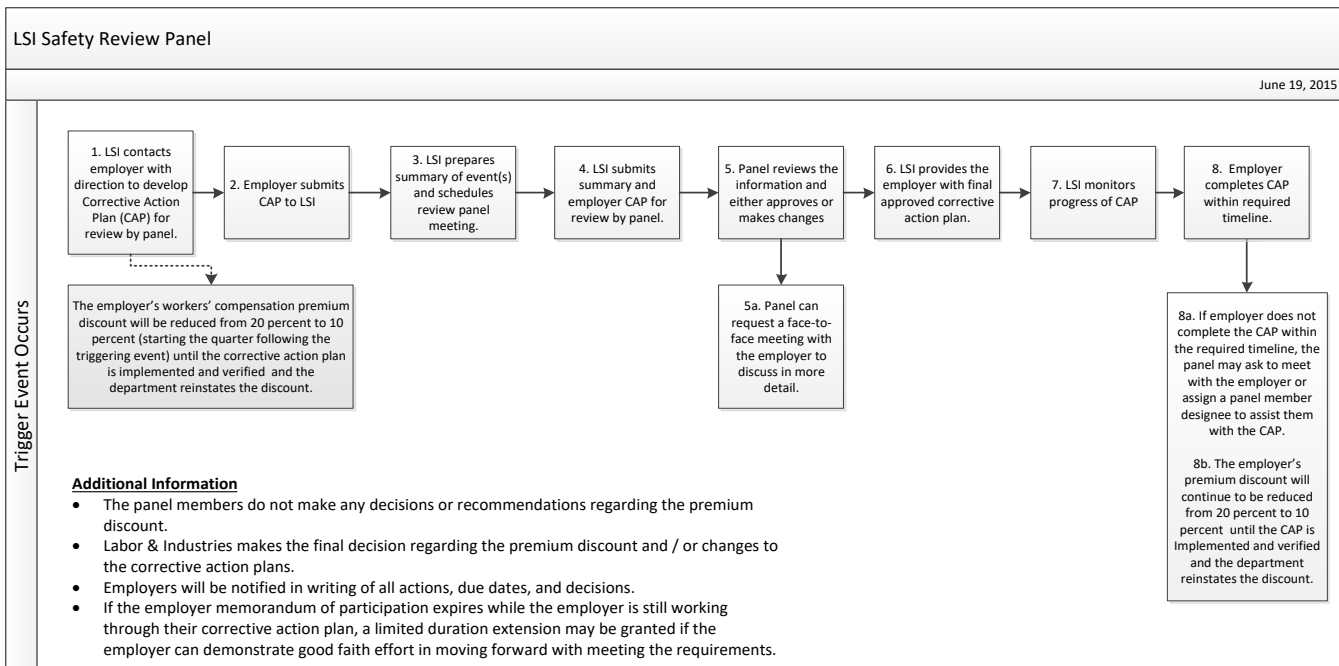 LSI Safety Review Panel
June 19, 2015
Trigger Event Occurs
1. LSI contacts
employer with
direction to develop
Corrective Action
Plan (CAP) for
review by panel.
2. Employer submits
CAP to LSI
3. LSI prepares
summary of event(s)
and schedules
review panel
meeting.
4. LSI submits
summary and
employer CAP for
review by panel.
5. Panel reviews the
information and
either approves or
makes changes
6. LSI provides the
employer with final
approved corrective
action plan.
7. LSI monitors
progress of CAP
8. Employer
completes CAP
within required
timeline.
The employer’s workers’ compensation premium
discount will be reduced from 20 percent to 10
percent (starting the quarter following the
triggering event) until the corrective action plan
is implemented and verified and the
department reinstates the discount.
5a. Panel can
request a face-to-
face meeting with
the employer to
discuss in more
detail.
8a. If employer does not
complete the CAP within
the required timeline, the
panel may ask to meet
with the employer or
assign a panel member
designee to assist them
with the CAP.
8b. The employer’s
premium discount will
continue to be reduced
from 20 percent to 10
percent until the CAP is
Implemented and verified
and the department
reinstates the discount.
Additional Information
• The panel members do not make any decisions or recommendations regarding the premium
discount.
• Labor & Industries makes the final decision regarding the premium discount and / or changes to
the corrective action plans.
• Employers will be notified in writing of all actions, due dates, and decisions.
• If the employer memorandum of participation expires while the employer is still working
through their corrective action plan, a limited duration extension may be granted if the
employer can demonstrate good faith effort in moving forward with meeting the requirements.